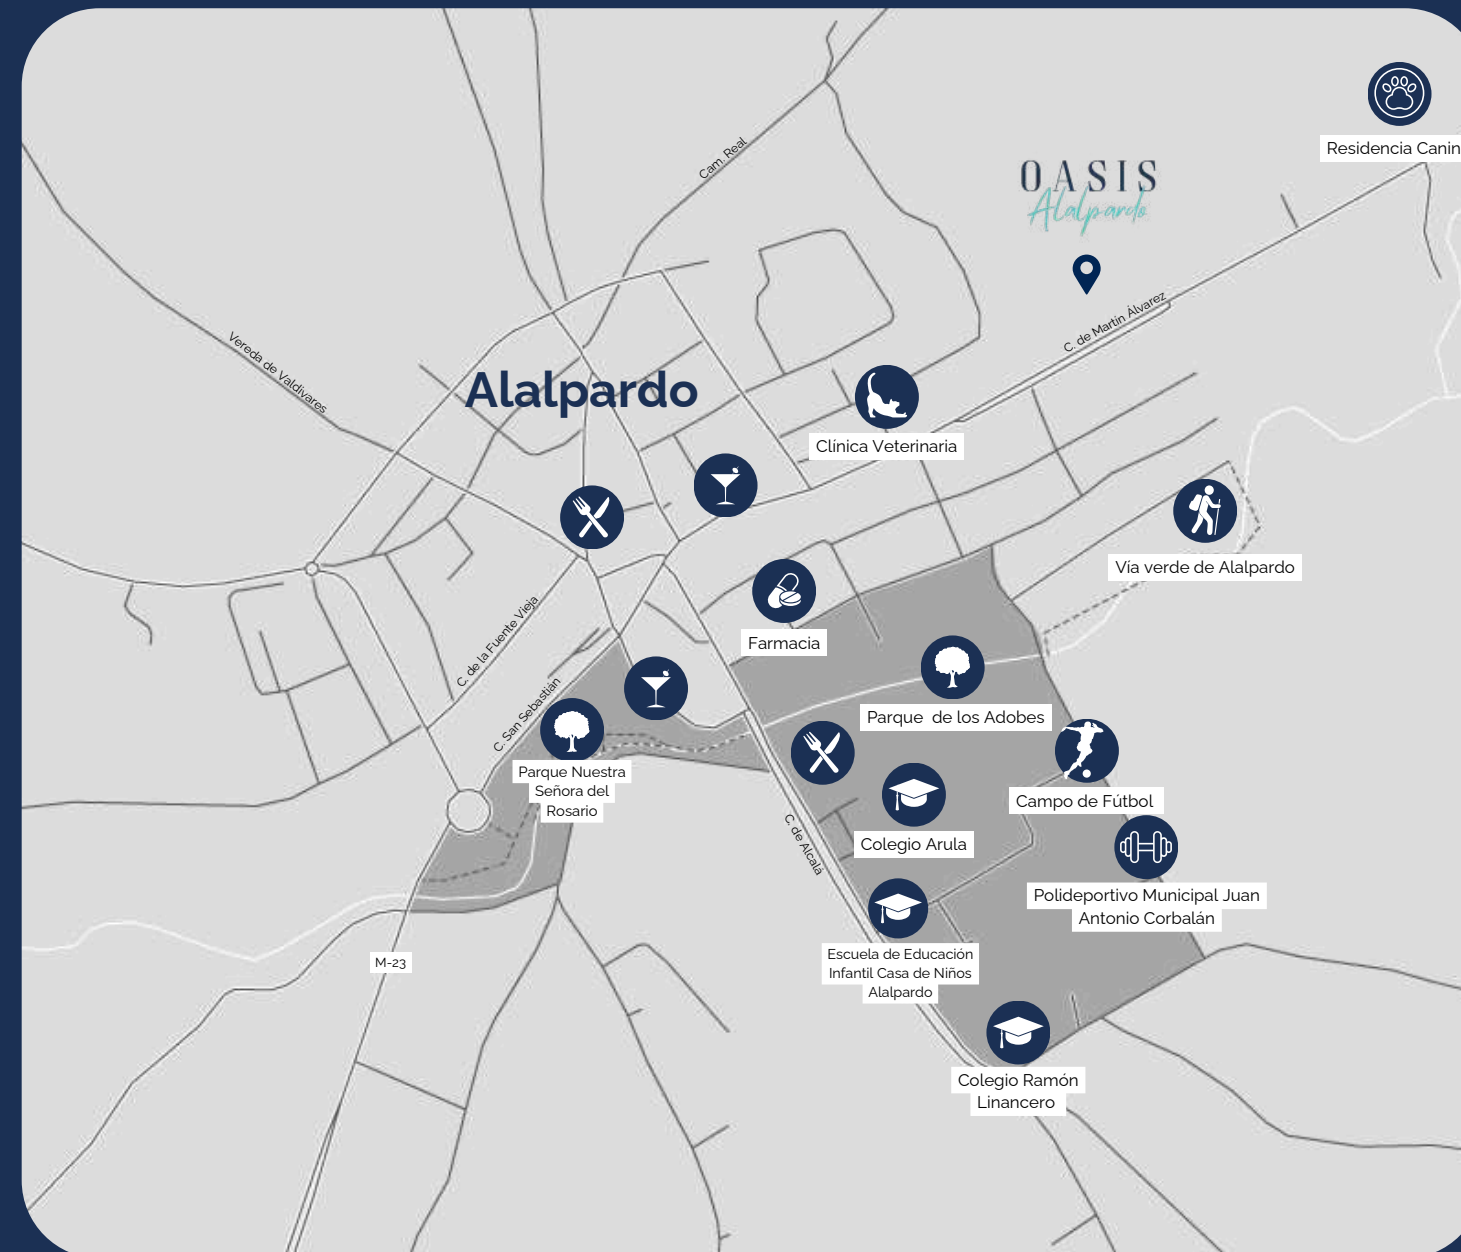 Residencia Canin
Cam. Real
OASIS
Alalpardo
C. de Martín Álvarez
Vereda de Valdivares
Alalpardo
Clínica Veterinaria
Vía verde de Alalpardo
C. de la Fuente Vieja
Farmacia
C. San Sebastián
Parque de los Adobes
Parque Nuestra
Señora del
Rosario
Campo de Fútbol
C. de Alcalá
Colegio Arula
Polideportivo Municipal Juan
Antonio Corbalán
M-23
Escuela de Educación
Infantil Casa de Niños
Alalpardo
Colegio Ramón
Linancero